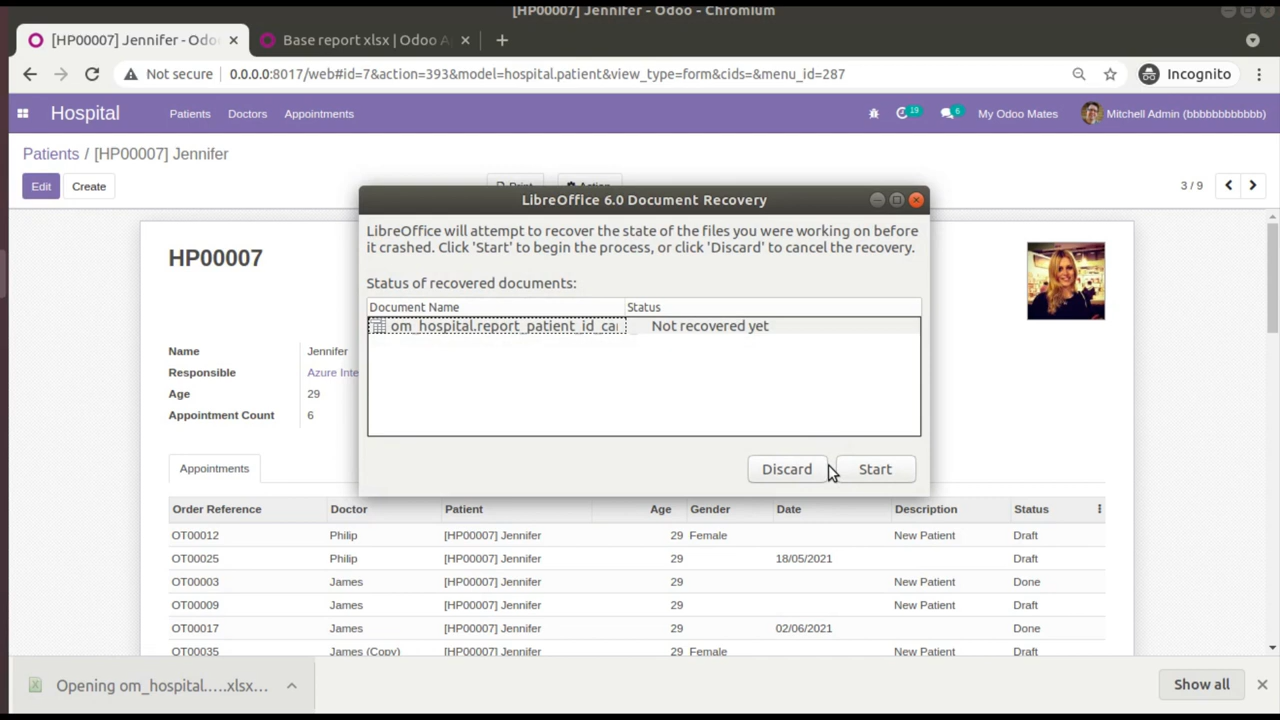 [HP00007] Jennifer - Odoo - Chromium
[HP00007] Jennifer - Odoo
Base report xlsx | Odoo A
Not secure 0.0.0.0:8017/web#id=7&action=393&model=hospital.patient&view_type=form&cids=&menu_id=287
Incognito
Hospital Patients Doctors Appointments 19 6 My Odoo Mates Mitchell Admin (bbbbbbbbbbbb)
Patients / [HP00007] Jennifer
Edit Create Print Action 3 / 9
LibreOffice 6.0 Document Recovery
LibreOffice will attempt to recover the state of the files you were working on before
it crashed. Click 'Start' to begin the process, or click 'Discard' to cancel the recovery.
Status of recovered documents:
Document Name Status
om_hospital.report_patient_id_car Not recovered yet
Discard Start
HP00007
Name Jennifer
Responsible Azure Inte
Age 29
Appointment Count 6
Appointments
Order Reference Doctor Patient Age Gender Date Description Status
OT00012 Philip [HP00007] Jennifer 29 Female New Patient Draft
OT00025 Philip [HP00007] Jennifer 29 18/05/2021 Draft
OT00003 James [HP00007] Jennifer 29 New Patient Done
OT00009 James [HP00007] Jennifer 29 New Patient Draft
OT00017 James [HP00007] Jennifer 29 02/06/2021 Done
OT00035 James (Copy) [HP00007] Jennifer 29 New Patient Draft
Opening om_hospital.....xlsx...
Show all